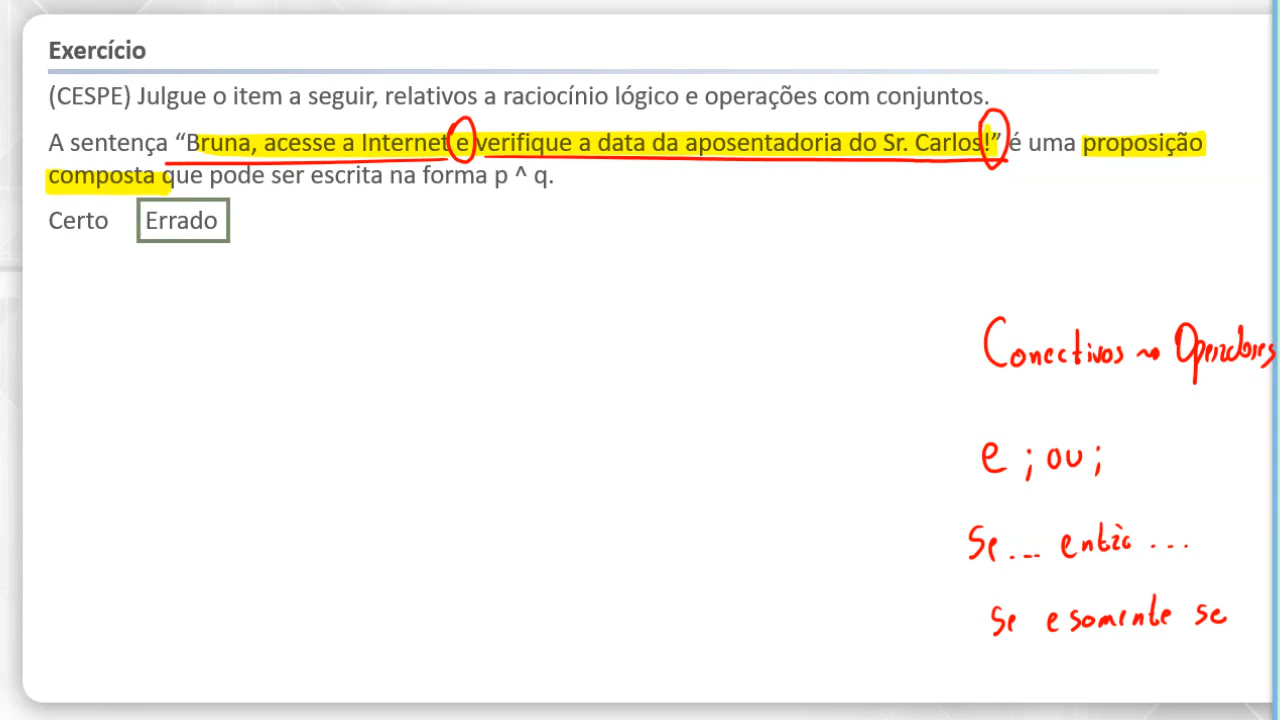 Exercício
(CESPE) Julgue o item a seguir, relativos a raciocínio lógico e operações com conjuntos.
A sentença “Bruna, acesse a Internet e verifique a data da aposentadoria do Sr. Carlos!” é uma proposição
composta que pode ser escrita na forma p ^ q.
Certo Errado
Conectivos ~> Operadores
e ; ou ;
Se ... então ...
Se e somente se